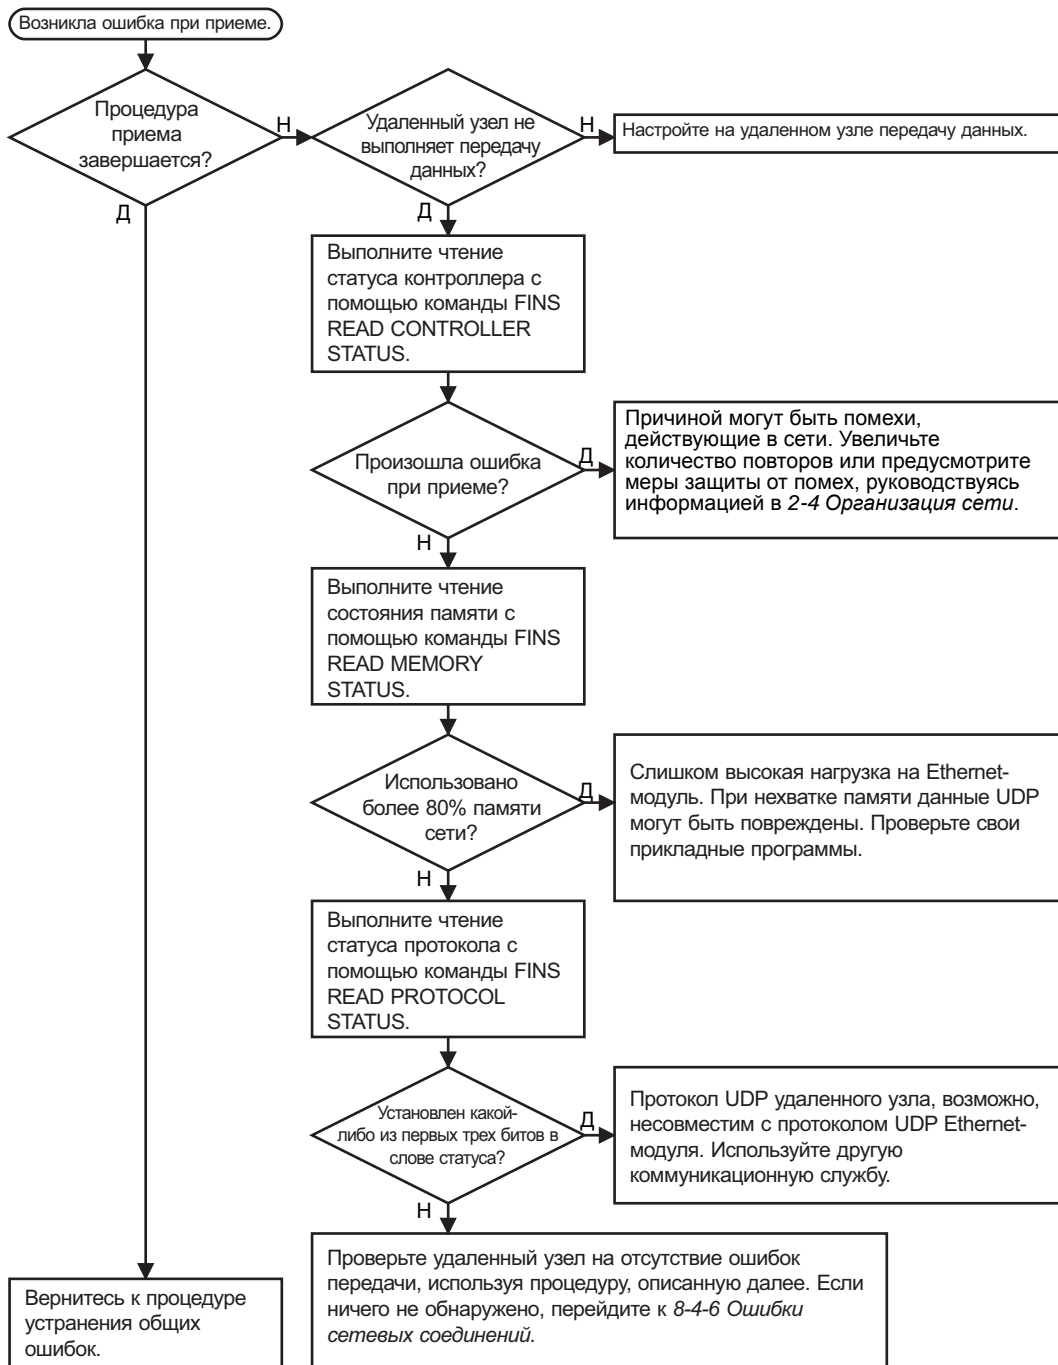 Возникла ошибка при приеме.
Процедура
приема
завершается?
Н
Д
Удаленный узел не
выполняет передачу
данных?
Н
Настройте на удаленном узле передачу данных.
Д
Выполните чтение
статуса контроллера с
помощью команды FINS
READ CONTROLLER
STATUS.
Произошла ошибка
при приеме?
Д
Причиной могут быть помехи,
действующие в сети. Увеличьте
количество повторов или предусмотрите
меры защиты от помех, руководствуясь
информацией в 2-4 Организация сети.
Н
Выполните чтение
состояния памяти с
помощью команды FINS
READ MEMORY
STATUS.
Использовано
более 80% памяти
сети?
Д
Слишком высокая нагрузка на Ethernet-
модуль. При нехватке памяти данные UDP
могут быть повреждены. Проверьте свои
прикладные программы.
Н
Выполните чтение
статуса протокола с
помощью команды FINS
READ PROTOCOL
STATUS.
Установлен какой-
либо из первых трех битов в
слове статуса?
Д
Протокол UDP удаленного узла, возможно,
несовместим с протоколом UDP Ethernet-
модуля. Используйте другую
коммуникационную службу.
Н
Проверьте удаленный узел на отсутствие ошибок
передачи, используя процедуру, описанную далее. Если
ничего не обнаружено, перейдите к 8-4-6 Ошибки
сетевых соединений.
Вернитесь к процедуре
устранения общих
ошибок.